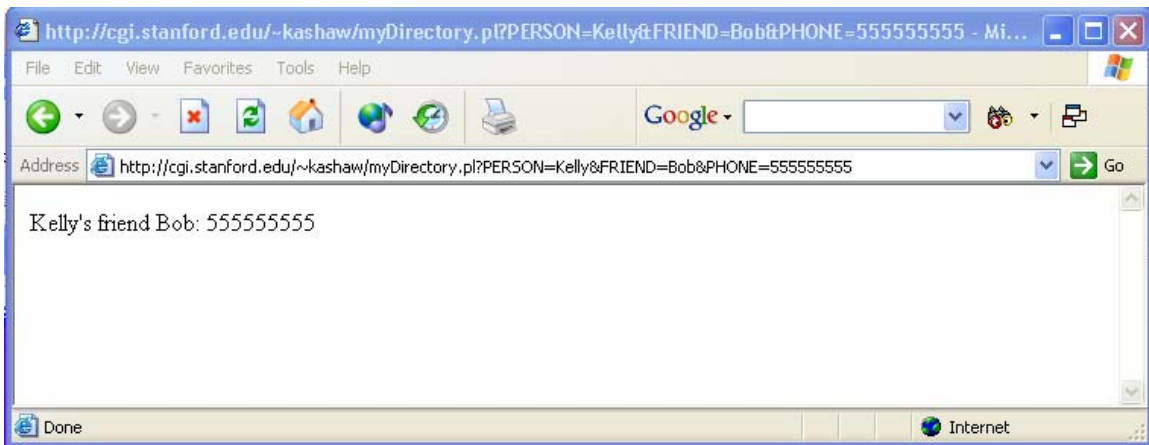 http://cgi.stanford.edu/~kashaw/myDirectory.pl?PERSON=Kelly&FRIEND=Bob&PHONE=555555555 - Mi...
File Edit View Favorites Tools Help
Google
Address http://cgi.stanford.edu/~kashaw/myDirectory.pl?PERSON=Kelly&FRIEND=Bob&PHONE=555555555 Go
Kelly's friend Bob: 555555555
Done Internet